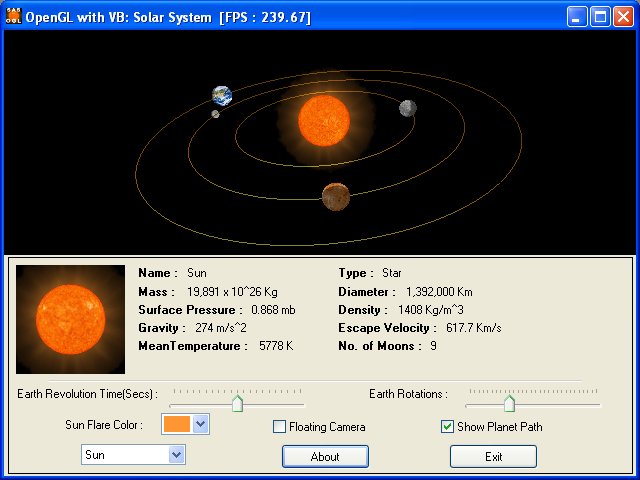 OpenGL with VB: Solar System [FPS : 239.67]
Name : Sun
Type : Star
Mass : 19,891 x 10^26 Kg
Diameter : 1,392,000 Km
Surface Pressure : 0.868 mb
Density : 1408 Kg/m^3
Gravity : 274 m/s^2
Escape Velocity : 617.7 Km/s
MeanTemperature : 5778 K
No. of Moons : 9
Earth Revolution Time(Secs) :
Earth Rotations :
Sun Flare Color :
Floating Camera
Show Planet Path
Sun
About
Exit